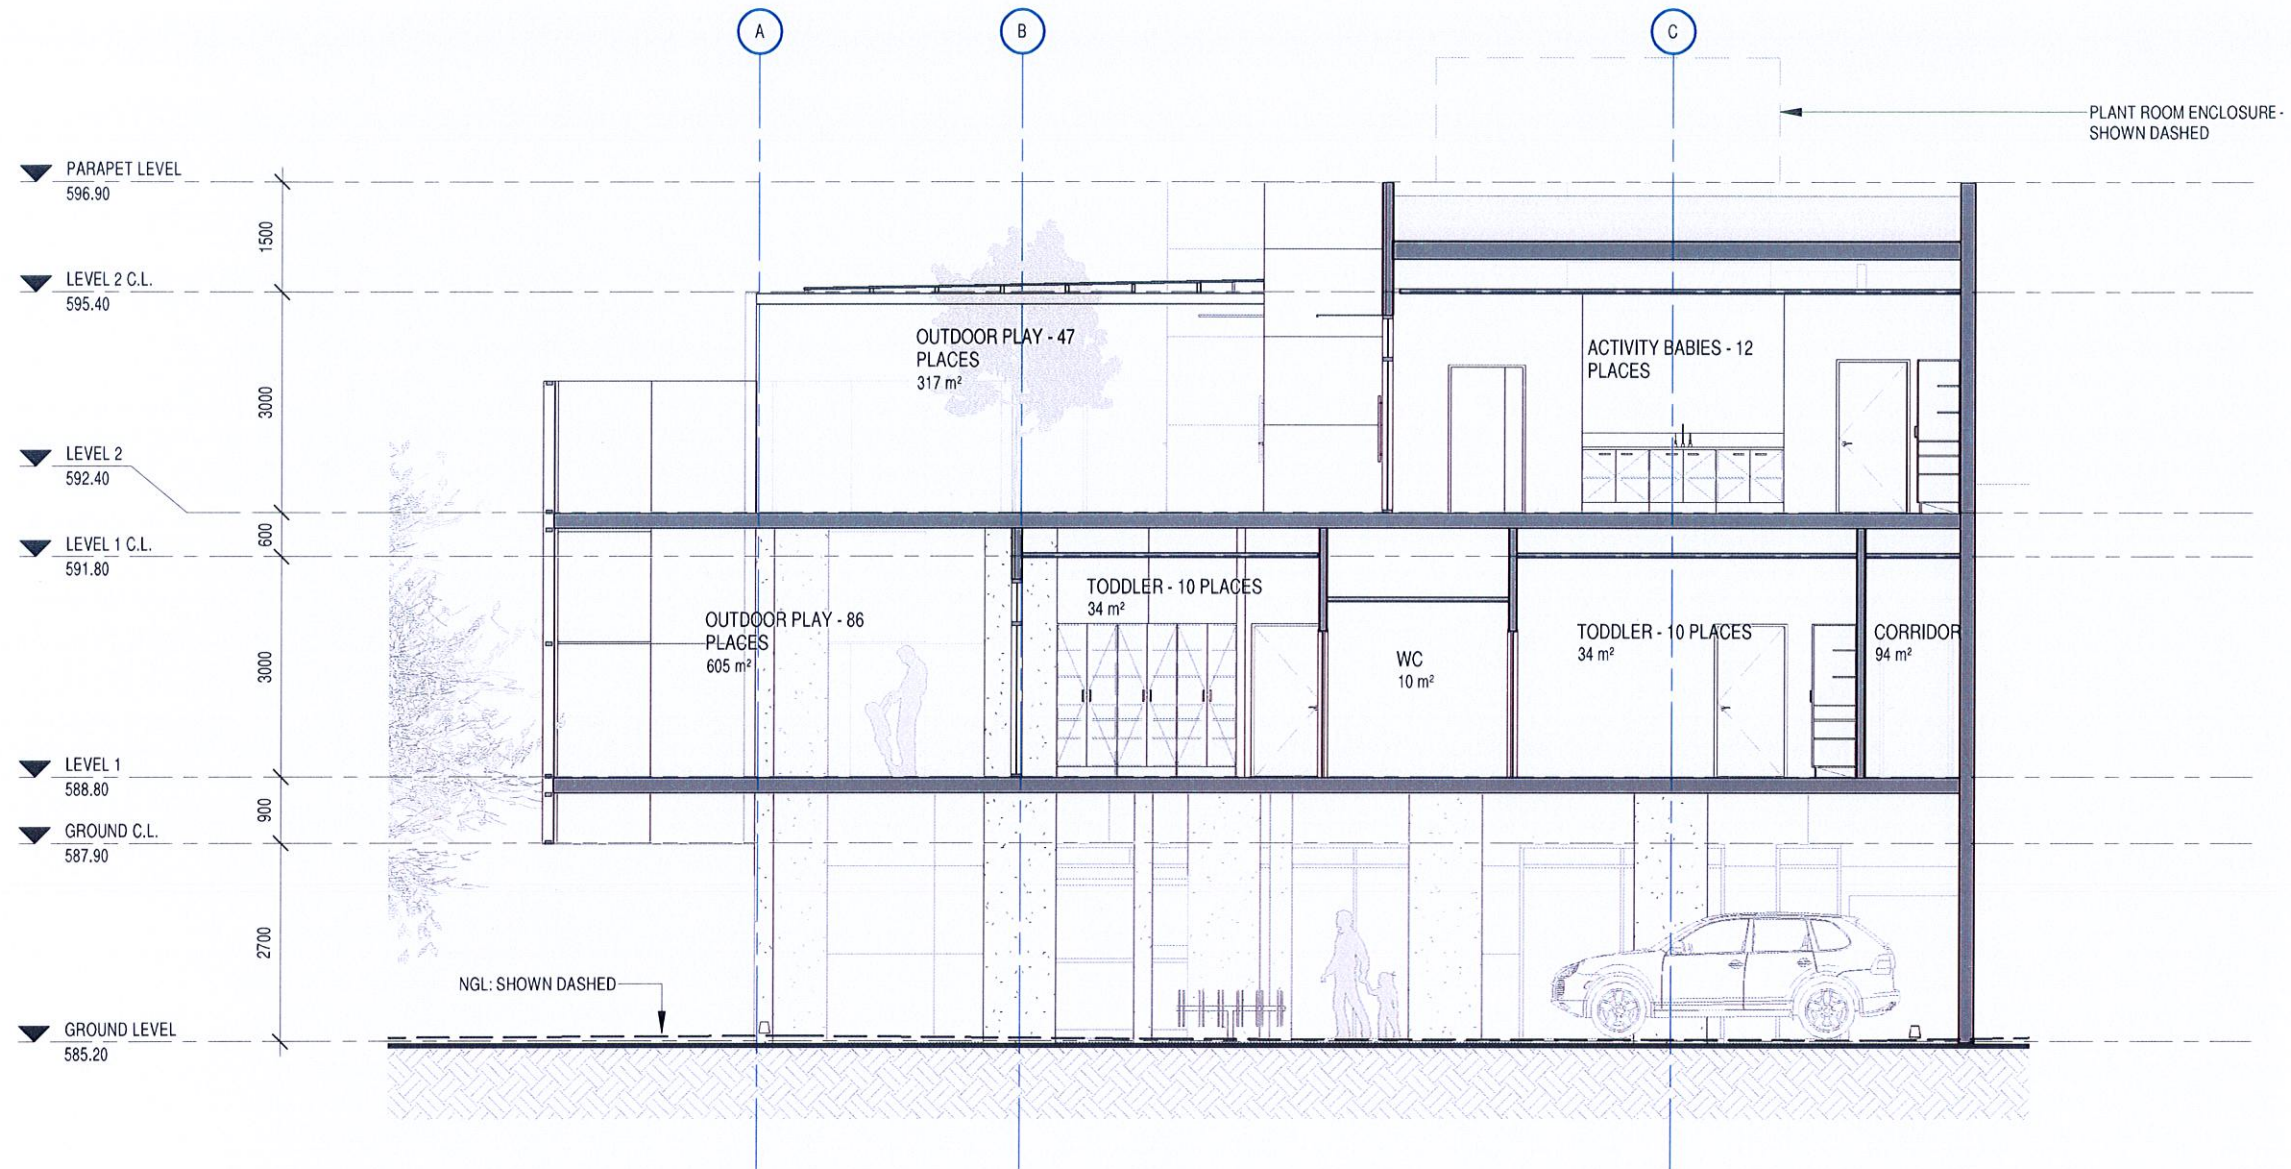 A
B
C
PLANT ROOM ENCLOSURE -
SHOWN DASHED
PARAPET LEVEL
596.90
1500
LEVEL 2 C.L.
595.40
OUTDOOR PLAY - 47
PLACES
317 m²
ACTIVITY BABIES - 12
PLACES
3000
LEVEL 2
592.40
600
LEVEL 1 C.L.
591.80
OUTDOOR PLAY - 86
PLACES
605 m²
TODDLER - 10 PLACES
34 m²
WC
10 m²
TODDLER - 10 PLACES
34 m²
CORRIDOR
94 m²
3000
LEVEL 1
588.80
900
GROUND C.L.
587.90
2700
NGL: SHOWN DASHED
GROUND LEVEL
585.20